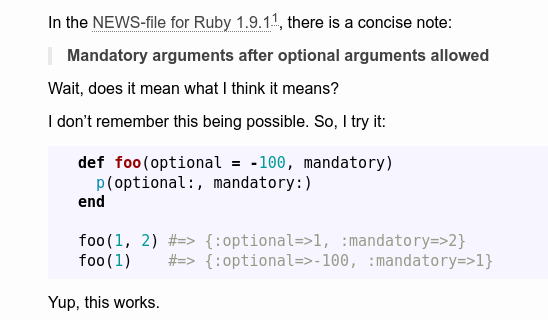 In the NEWS-file for Ruby 1.9.1¹, there is a concise note:
Mandatory arguments after optional arguments allowed
Wait, does it mean what I think it means?
I don’t remember this being possible. So, I try it:
def foo(optional = -100, mandatory)
  p(optional:, mandatory:)
end
foo(1, 2) #=> {:optional=>1, :mandatory=>2}
foo(1)    #=> {:optional=>-100, :mandatory=>1}
Yup, this works.